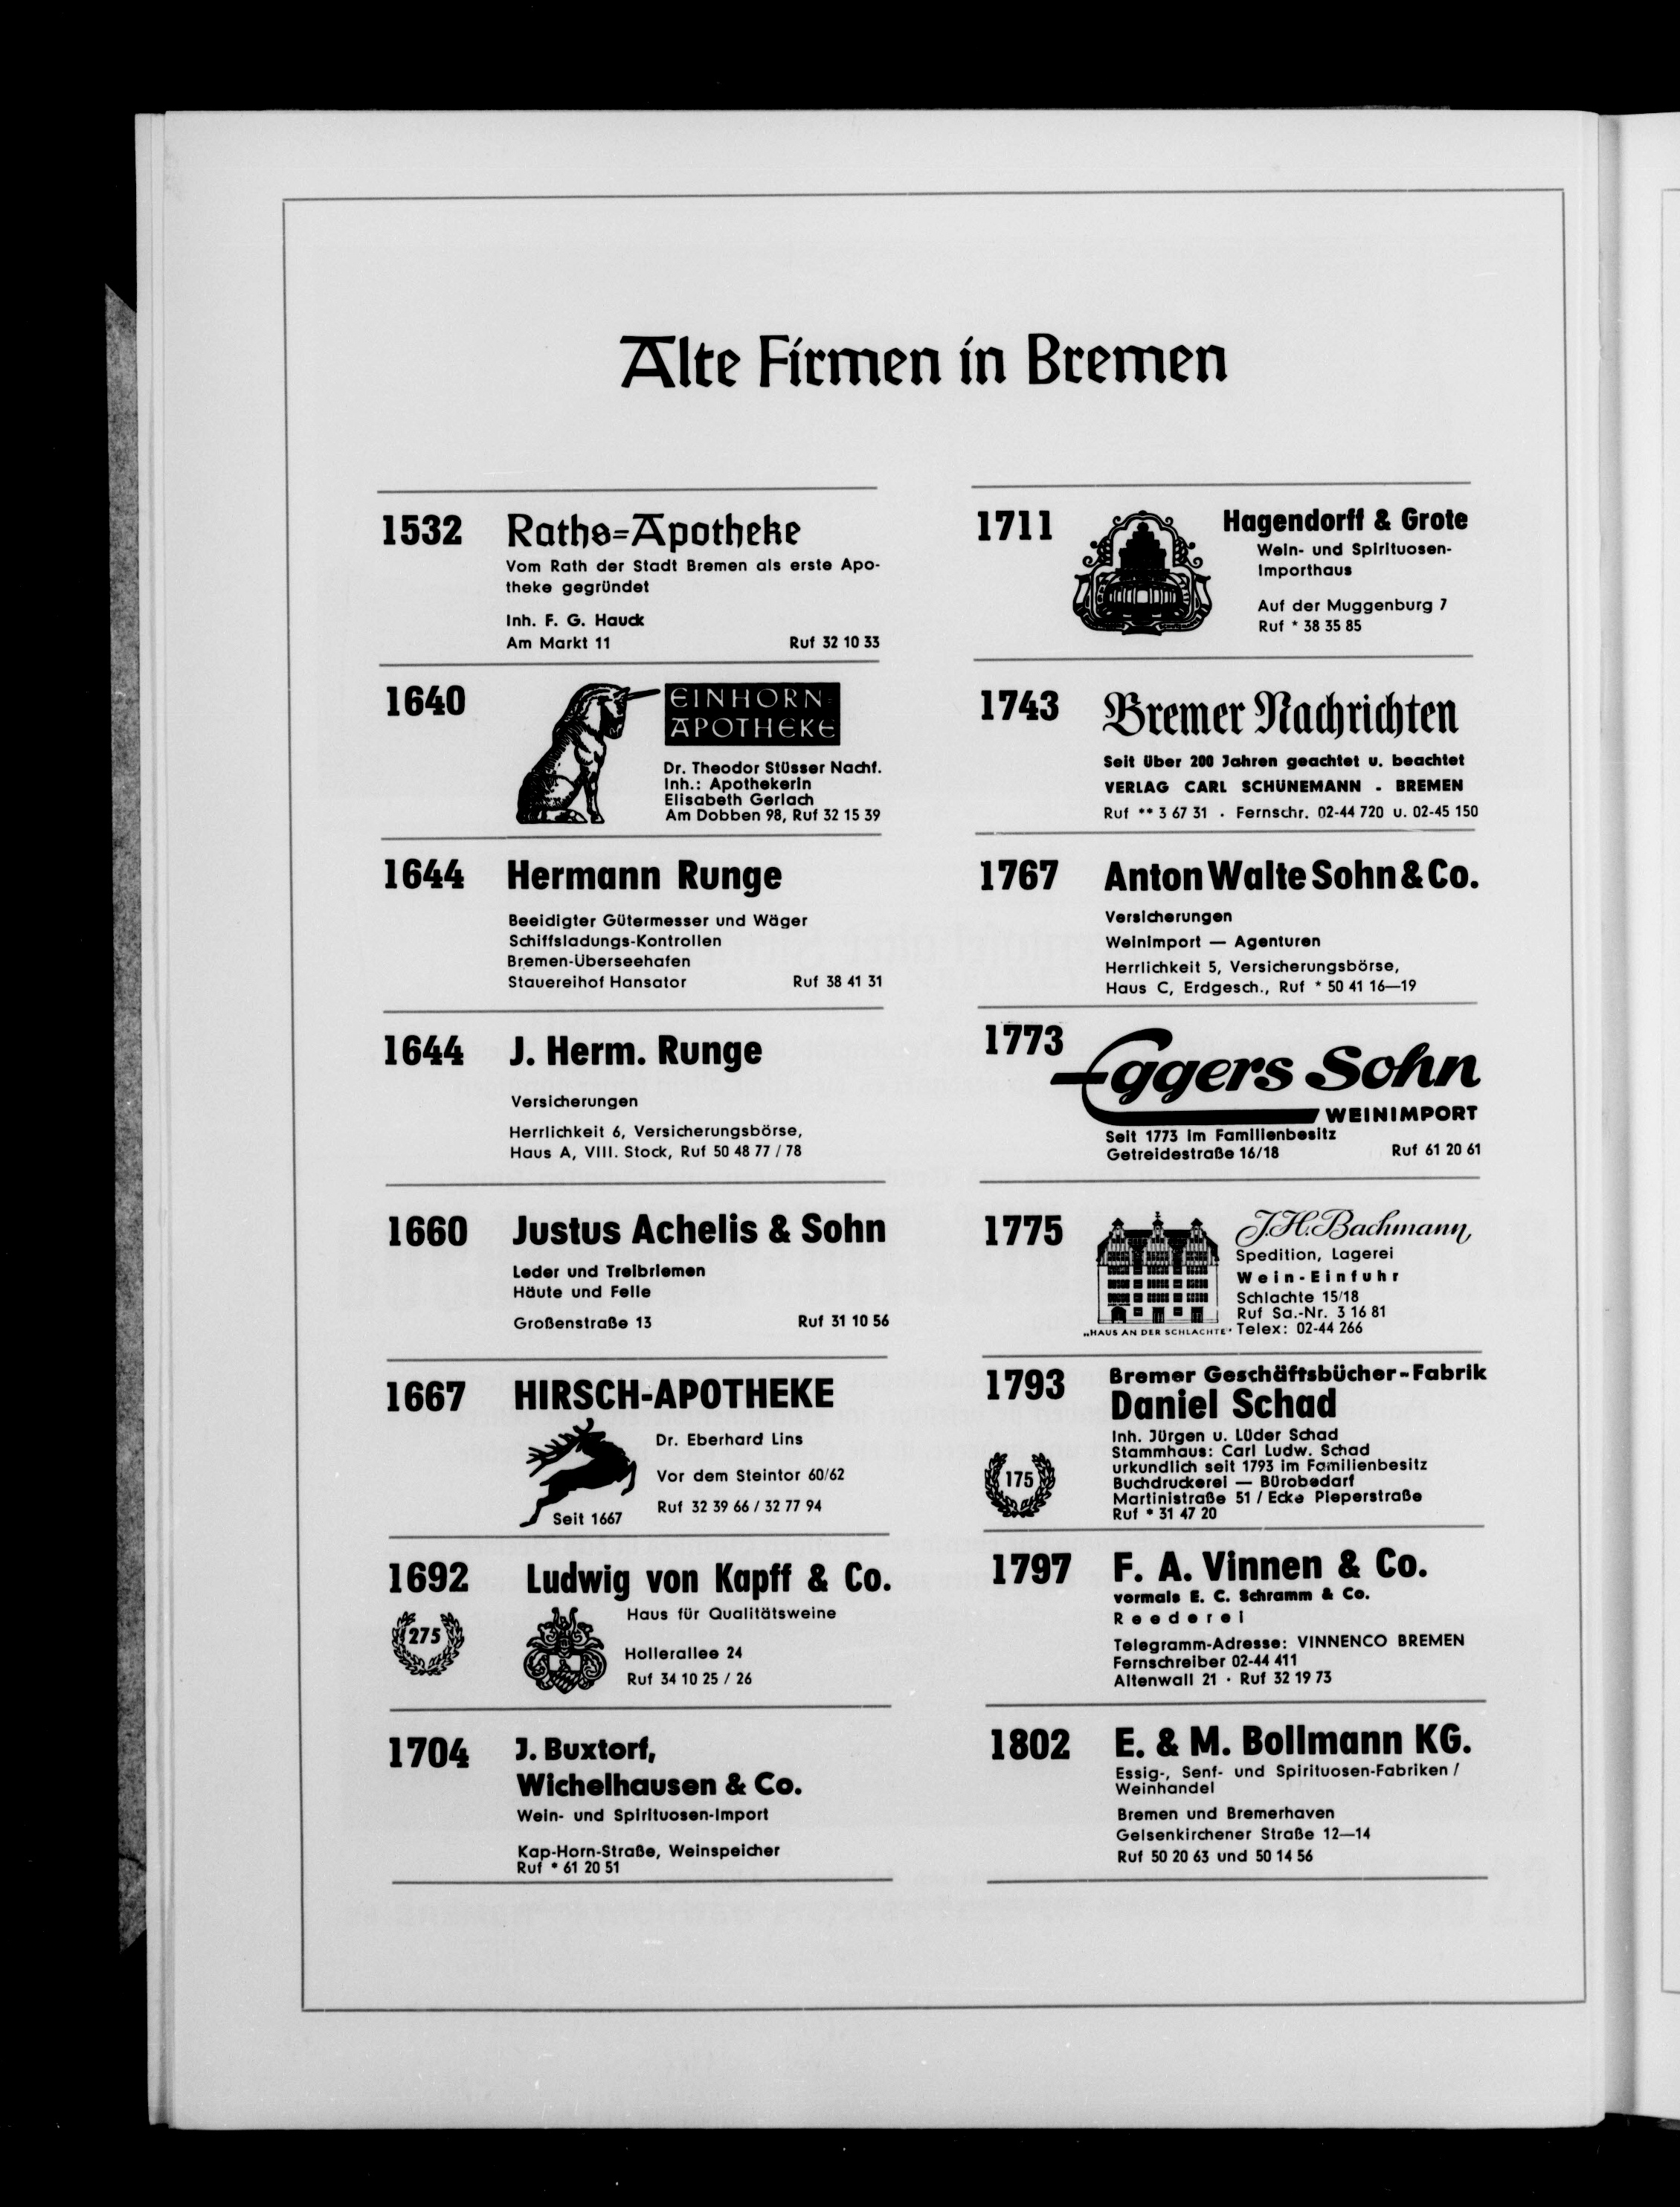 Alte Firmen in Bremen
1532
Raths=Apotheke
Vom Rath der Stadt Bremen als erste Apo-
theke gegründet
Inh. F. G. Hauck
Am Markt 11 Ruf 32 10 33
1640
EINHORN-
APOTHEKE
Dr. Theodor Stüsser Nachf.
Inh.: Apothekerin
Elisabeth Gerlach
Am Dobben 98, Ruf 32 15 39
1644
Hermann Runge
Beeidigter Gütermesser und Wäger
Schiffsladungs-Kontrollen
Bremen-Überseehafen
Stauereihof Hansator Ruf 38 41 31
1644
J. Herm. Runge
Versicherungen
Herrlichkeit 6, Versicherungsbörse,
Haus A, VIII. Stock, Ruf 50 48 77 / 78
1660
Justus Achelis & Sohn
Leder und Treibriemen
Häute und Felle
Großenstraße 13 Ruf 31 10 56
1667
HIRSCH-APOTHEKE
Dr. Eberhard Lins
Vor dem Steintor 60/62
Ruf 32 39 66 / 32 77 94
Seit 1667
1692
Ludwig von Kapff & Co.
275
Haus für Qualitätsweine
Hollerallee 24
Ruf 34 10 25 / 26
1704
J. Buxtorf,
Wichelhausen & Co.
Wein- und Spirituosen-Import
Kap-Horn-Straße, Weinspeicher
Ruf * 61 20 51
1711
Hagendorff & Grote
Wein- und Spirituosen-
Importhaus
Auf der Muggenburg 7
Ruf * 38 35 85
1743
Bremer Nachrichten
Seit über 200 Jahren geachtet u. beachtet
VERLAG CARL SCHÜNEMANN . BREMEN
Ruf ** 3 67 31 . Fernschr. 02-44 720 u. 02-45 150
1767
Anton Walte Sohn & Co.
Versicherungen
Weinimport — Agenturen
Herrlichkeit 5, Versicherungsbörse,
Haus C, Erdgesch., Ruf * 50 41 16—19
1773
Eggers Sohn
WEINIMPORT
Seit 1773 im Familienbesitz
Getreidestraße 16/18 Ruf 61 20 61
1775
J.H.Bachmann,
Spedition, Lagerei
Wein-Einfuhr
Schlachte 15/18
Ruf Sa.-Nr. 3 16 81
„HAUS AN DER SCHLACHTE" Telex: 02-44 266
1793
Bremer Geschäftsbücher-Fabrik
Daniel Schad
175
Inh. Jürgen u. Lüder Schad
Stammhaus: Carl Ludw. Schad
urkundlich seit 1793 im Familienbesitz
Buchdruckerei — Bürobedarf
Martinistraße 51 / Ecke Pieperstraße
Ruf * 31 47 20
1797
F. A. Vinnen & Co.
vormals E. C. Schramm & Co.
Reederei
Telegramm-Adresse: VINNENCO BREMEN
Fernschreiber 02-44 411
Altenwall 21 · Ruf 32 19 73
1802
E. & M. Bollmann KG.
Essig-, Senf- und Spirituosen-Fabriken /
Weinhandel
Bremen und Bremerhaven
Gelsenkirchener Straße 12—14
Ruf 50 20 63 und 50 14 56